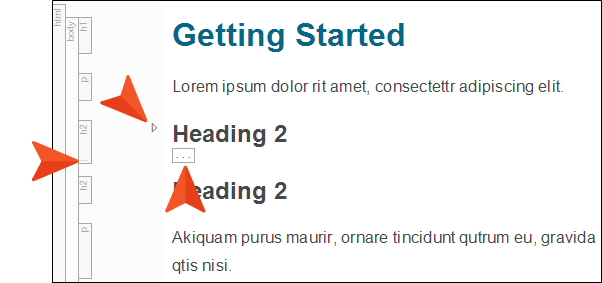 html
body
h1
Getting Started
p
Lorem ipsum dolor rit amet, consectettr adipiscing elit.
h2
Heading 2
...
h2
Heading 2
p
Akiquam purus maurir, ornare tincidunt qutrum eu, gravida
qtis nisi.